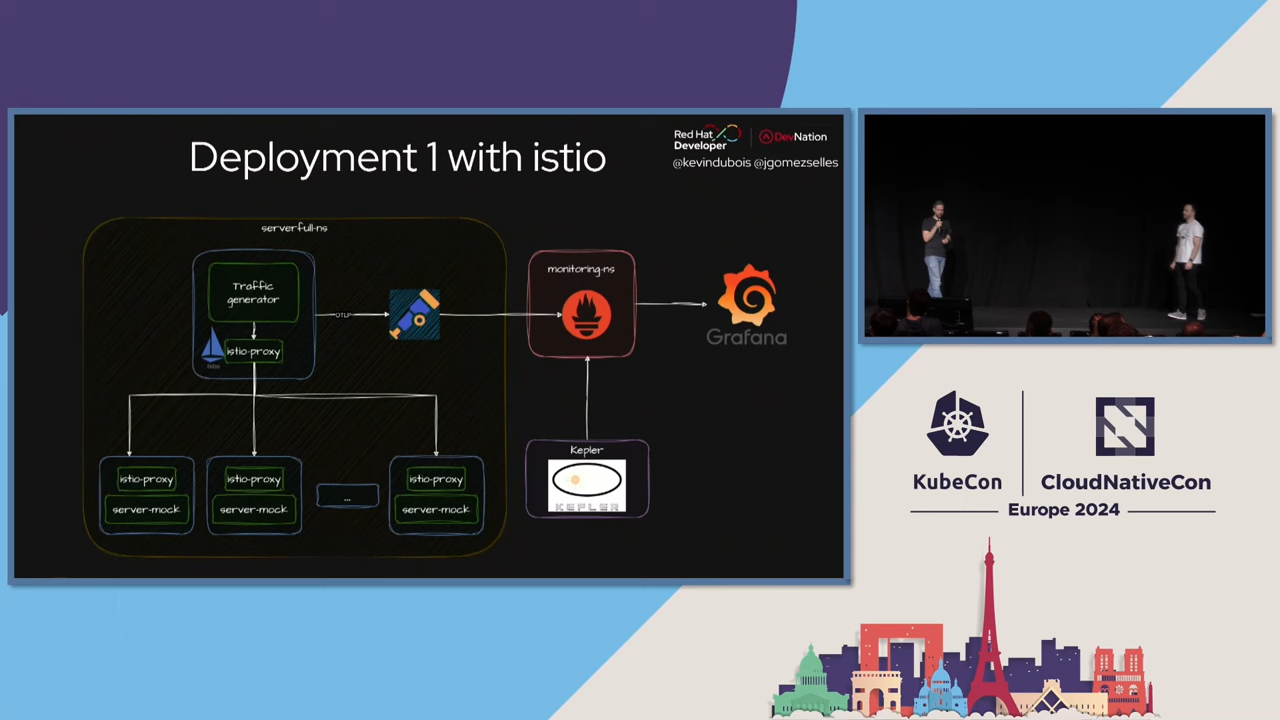 Deployment 1 with istio
Red Hat
Developer
DevNation
@kevindubois @jgomezselles
serverfull-ns
Traffic
generator
istio-proxy
OTLP
monitoring-ns
Grafana
istio-proxy
server-mock
istio-proxy
server-mock
...
istio-proxy
server-mock
Kepler
KEPLER
KubeCon
CloudNativeCon
Europe 2024